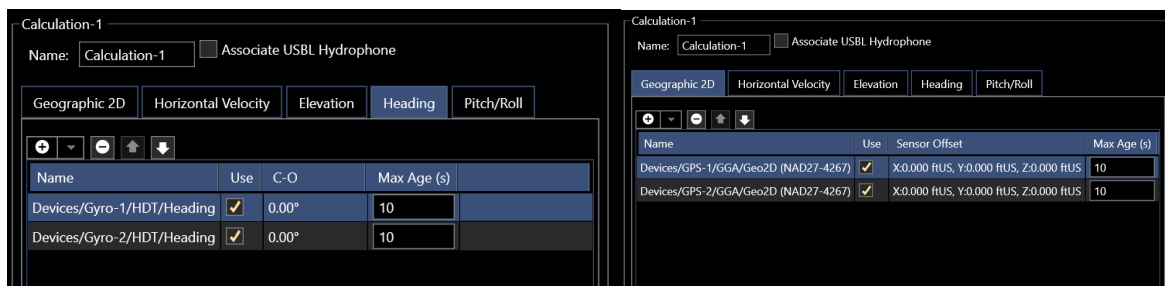 Calculation-1
Name: Calculation-1 Associate USBL Hydrophone
Geographic 2D Horizontal Velocity Elevation Heading Pitch/Roll
Name Use C-O Max Age (s)
Devices/Gyro-1/HDT/Heading 0.00° 10
Devices/Gyro-2/HDT/Heading 0.00° 10
Calculation-1
Name: Calculation-1 Associate USBL Hydrophone
Geographic 2D Horizontal Velocity Elevation Heading Pitch/Roll
Name Use Sensor Offset Max Age (s)
Devices/GPS-1/GGA/Geo2D (NAD27-4267) X:0.000 ftUS, Y:0.000 ftUS, Z:0.000 ftUS 10
Devices/GPS-2/GGA/Geo2D (NAD27-4267) X:0.000 ftUS, Y:0.000 ftUS, Z:0.000 ftUS 10